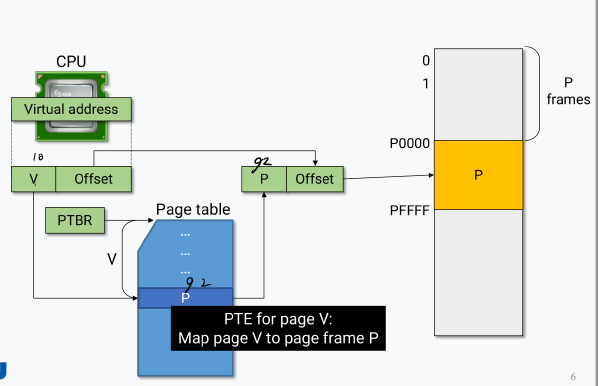 CPU
Virtual address
10
V
Offset
92
P
Offset
PTBR
Page table
...
...
...
V
92
P
PTE for page V:
Map page V to page frame P
0
1
P
frames
P0000
P
PFFFF
6